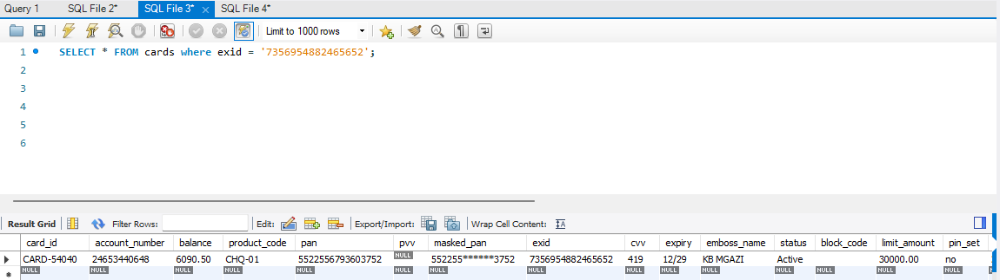 Query 1 SQL File 2* SQL File 3* × SQL File 4*
Limit to 1000 rows
1 SELECT * FROM cards where exid = '7356954882465652';
2
3
4
5
6
Result Grid Filter Rows: Edit: Export/Import: Wrap Cell Content: IA
card_id account_number balance product_code pan pvv masked_pan exid cvv expiry emboss_name status block_code limit_amount pin_set
CARD-54040 24653440648 6090.50 CHQ-01 5522556793603752 NULL 552255******3752 7356954882465652 419 12/29 KB MGAZI Active 30000.00 no
NULL NULL NULL NULL NULL NULL NULL NULL NULL NULL NULL NULL NULL NULL NULL